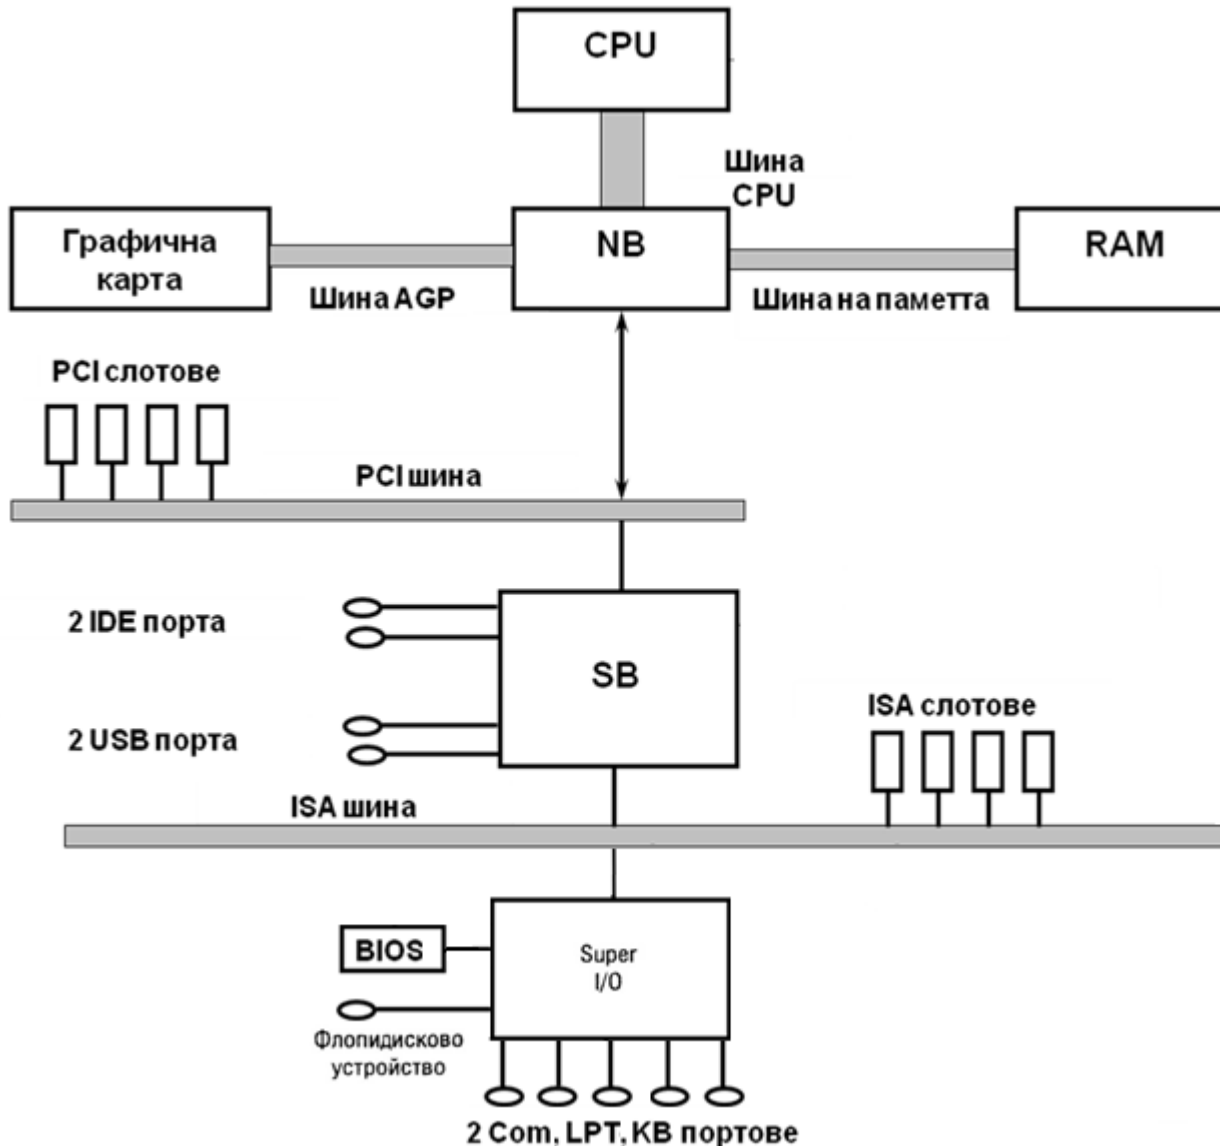 CPU
Шина
CPU
Графична
карта
NB
RAM
Шина AGP
Шина на паметта
PCI слотове
PCI шина
2 IDE порта
SB
ISA слотове
2 USB порта
ISA шина
BIOS
Super
I/O
Флопидисково
устройство
2 Com, LPT, KB портове